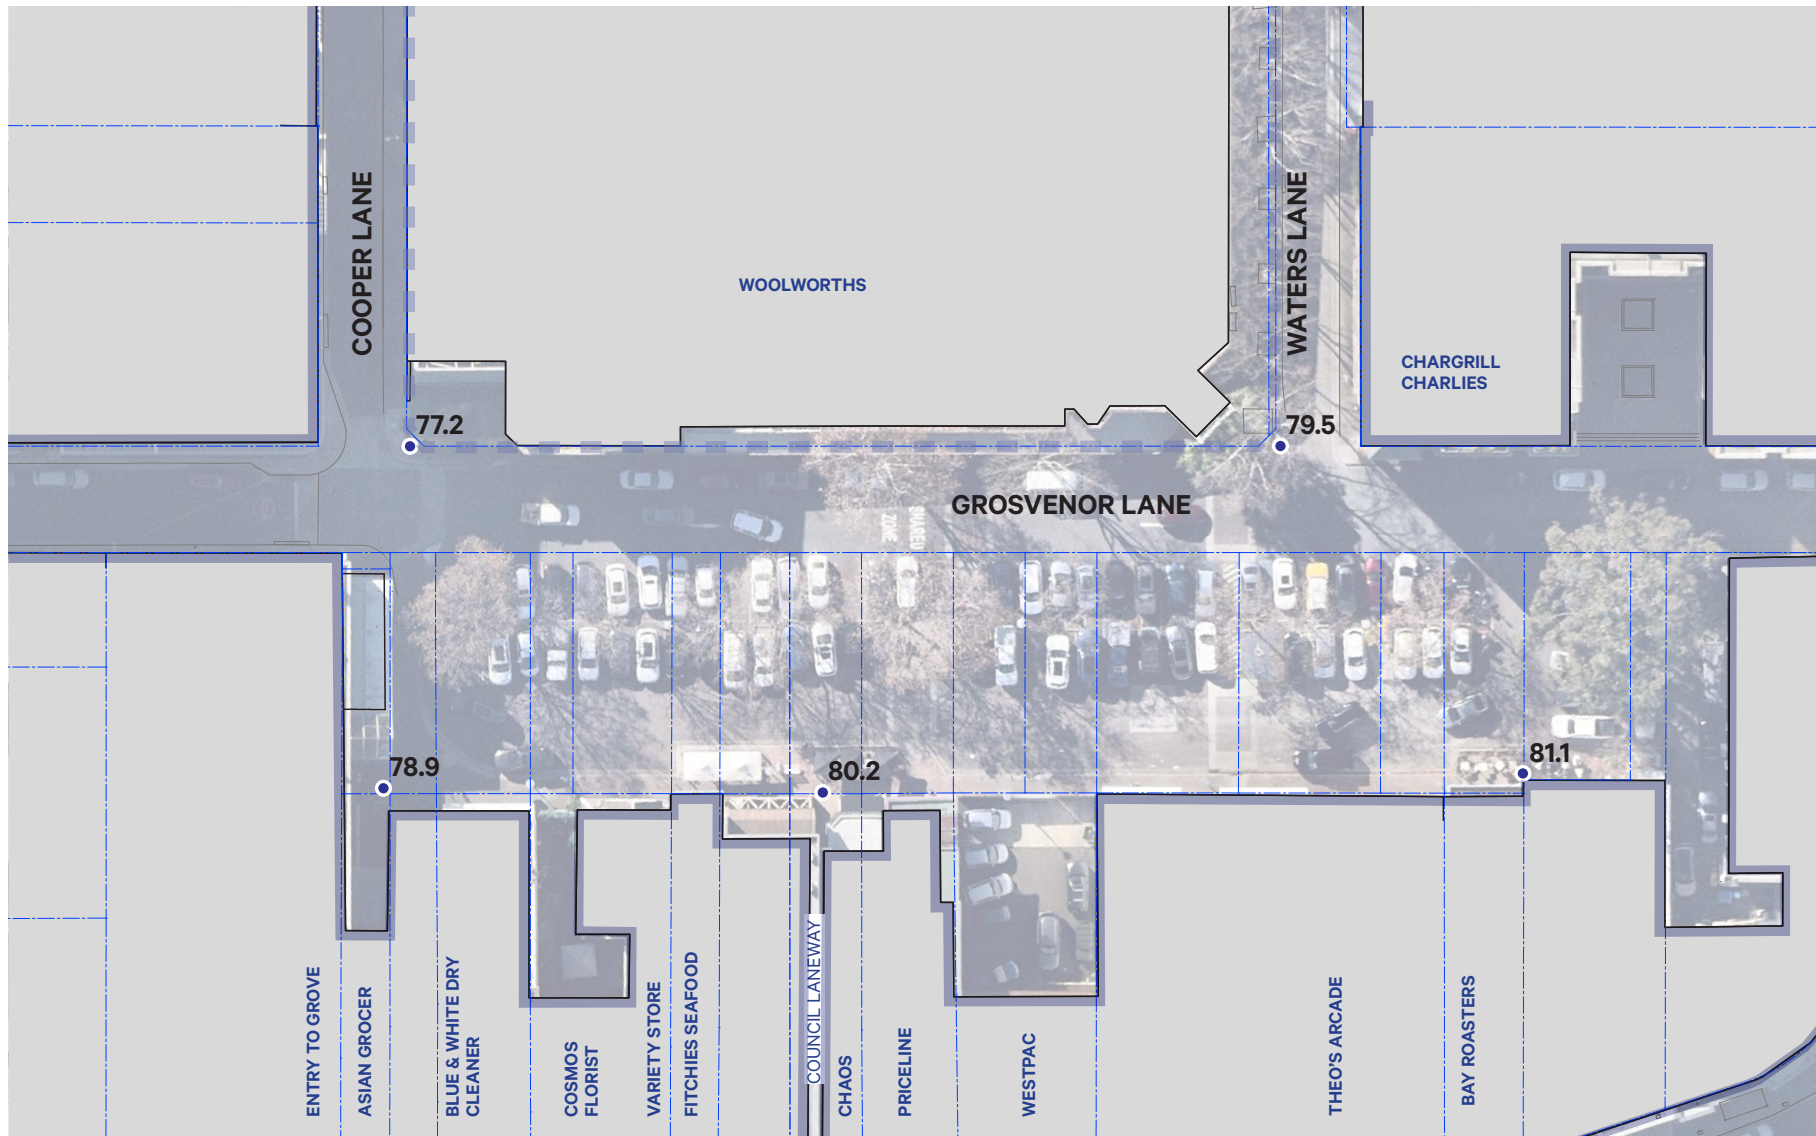 COOPER LANE
WOOLWORTHS
WATERS LANE
CHARGRILL
CHARLIES
77.2
79.5
GROSVENOR LANE
SHARED
ZONE
81.1
78.9
80.2
ENTRY TO GROVE
ASIAN GROCER
BLUE & WHITE DRY
CLEANER
COSMOS
FLORIST
VARIETY STORE
FITCHIES SEAFOOD
COUNCIL LANEWAY
CHAOS
PRICELINE
WESTPAC
THEO'S ARCADE
BAY ROASTERS